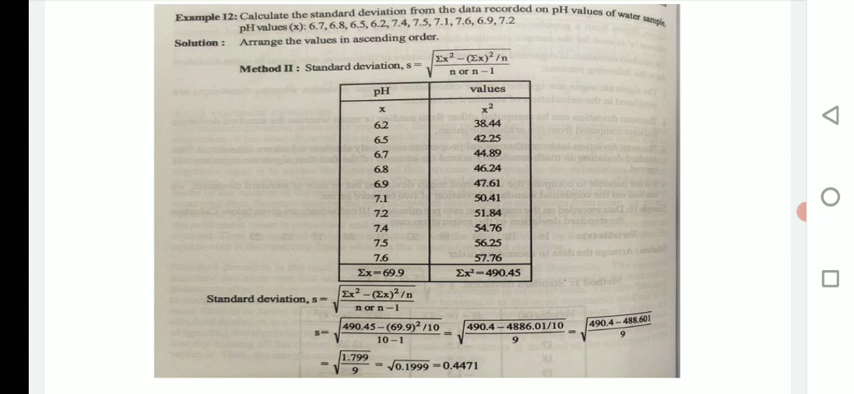 Example 12: Calculate the standard deviation from the data recorded on pH values of water sample.
pH values (x): 6.7, 6.8, 6.5, 6.2, 7.4, 7.5, 7.1, 7.6, 6.9, 7.2
Solution : Arrange the values in ascending order.
Method II : Standard deviation, s = √(Σx² – (Σx)²/n / n or n – 1)
pH values
x x²
6.2 38.44
6.5 42.25
6.7 44.89
6.8 46.24
6.9 47.61
7.1 50.41
7.2 51.84
7.4 54.76
7.5 56.25
7.6 57.76
Σx=69.9 Σx²=490.45
Standard deviation, s = √(Σx² – (Σx)²/n / n or n – 1)
s= √(490.45 – (69.9)²/10 / 10 – 1) = √(490.4 – 4886.01/10 / 9) = √(490.4 – 488.601 / 9)
= √(1.799 / 9) = √0.1999 = 0.4471